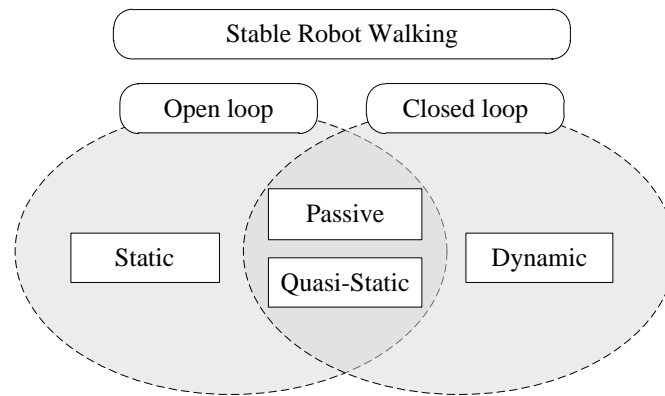 Stable Robot Walking
Open loop
Closed loop
Passive
Static
Dynamic
Quasi-Static